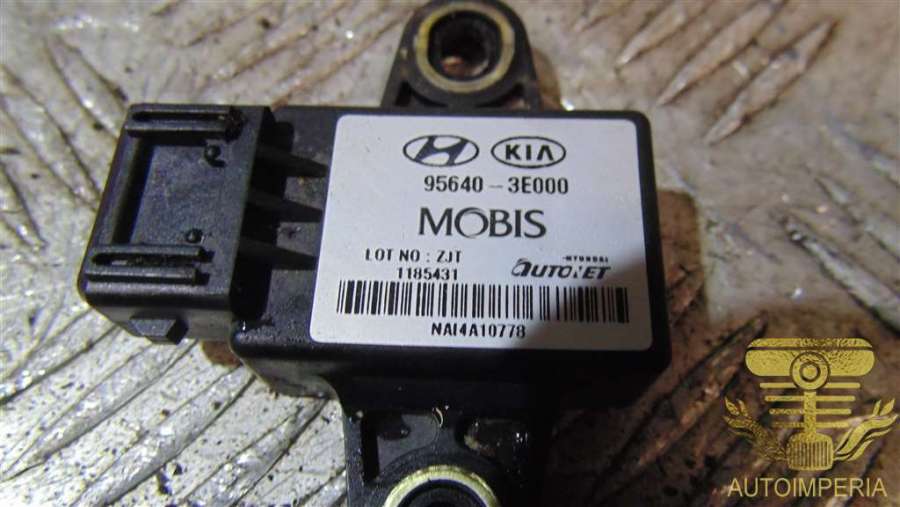 KIA
95640-3E000
MOBIS
LOT NO : ZJT
1185431
HYUNDAI
AUTONET
NAI4A10778
AUTOIMPERIA